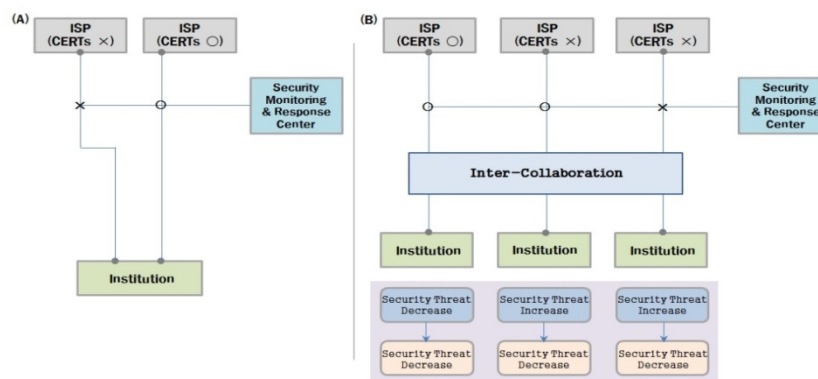 (A)
ISP
(CERTs ×)
ISP
(CERTs ○)
×
○
Security
Monitoring
& Response
Center
Institution
(B)
ISP
(CERTs ○)
ISP
(CERTs ×)
ISP
(CERTs ×)
○
○
×
Security
Monitoring
& Response
Center
Inter-Collaboration
Institution
Institution
Institution
Security Threat
Decrease
Security Threat
Increase
Security Threat
Increase
Security Threat
Decrease
Security Threat
Decrease
Security Threat
Decrease